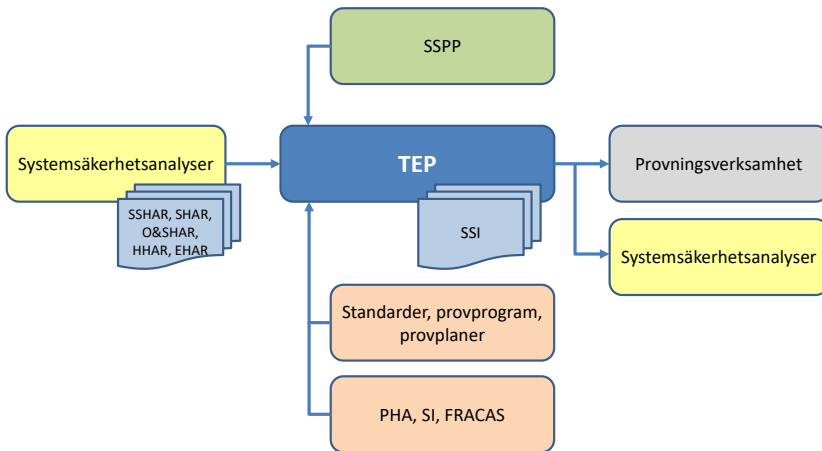 SSPP
Systemsäkerhetsanalyser
TEP
Provningsverksamhet
SSHAR, SHAR,
O&SHAR,
HHAR, EHAR
SSI
Systemsäkerhetsanalyser
Standarder, provprogram,
provplaner
PHA, SI, FRACAS